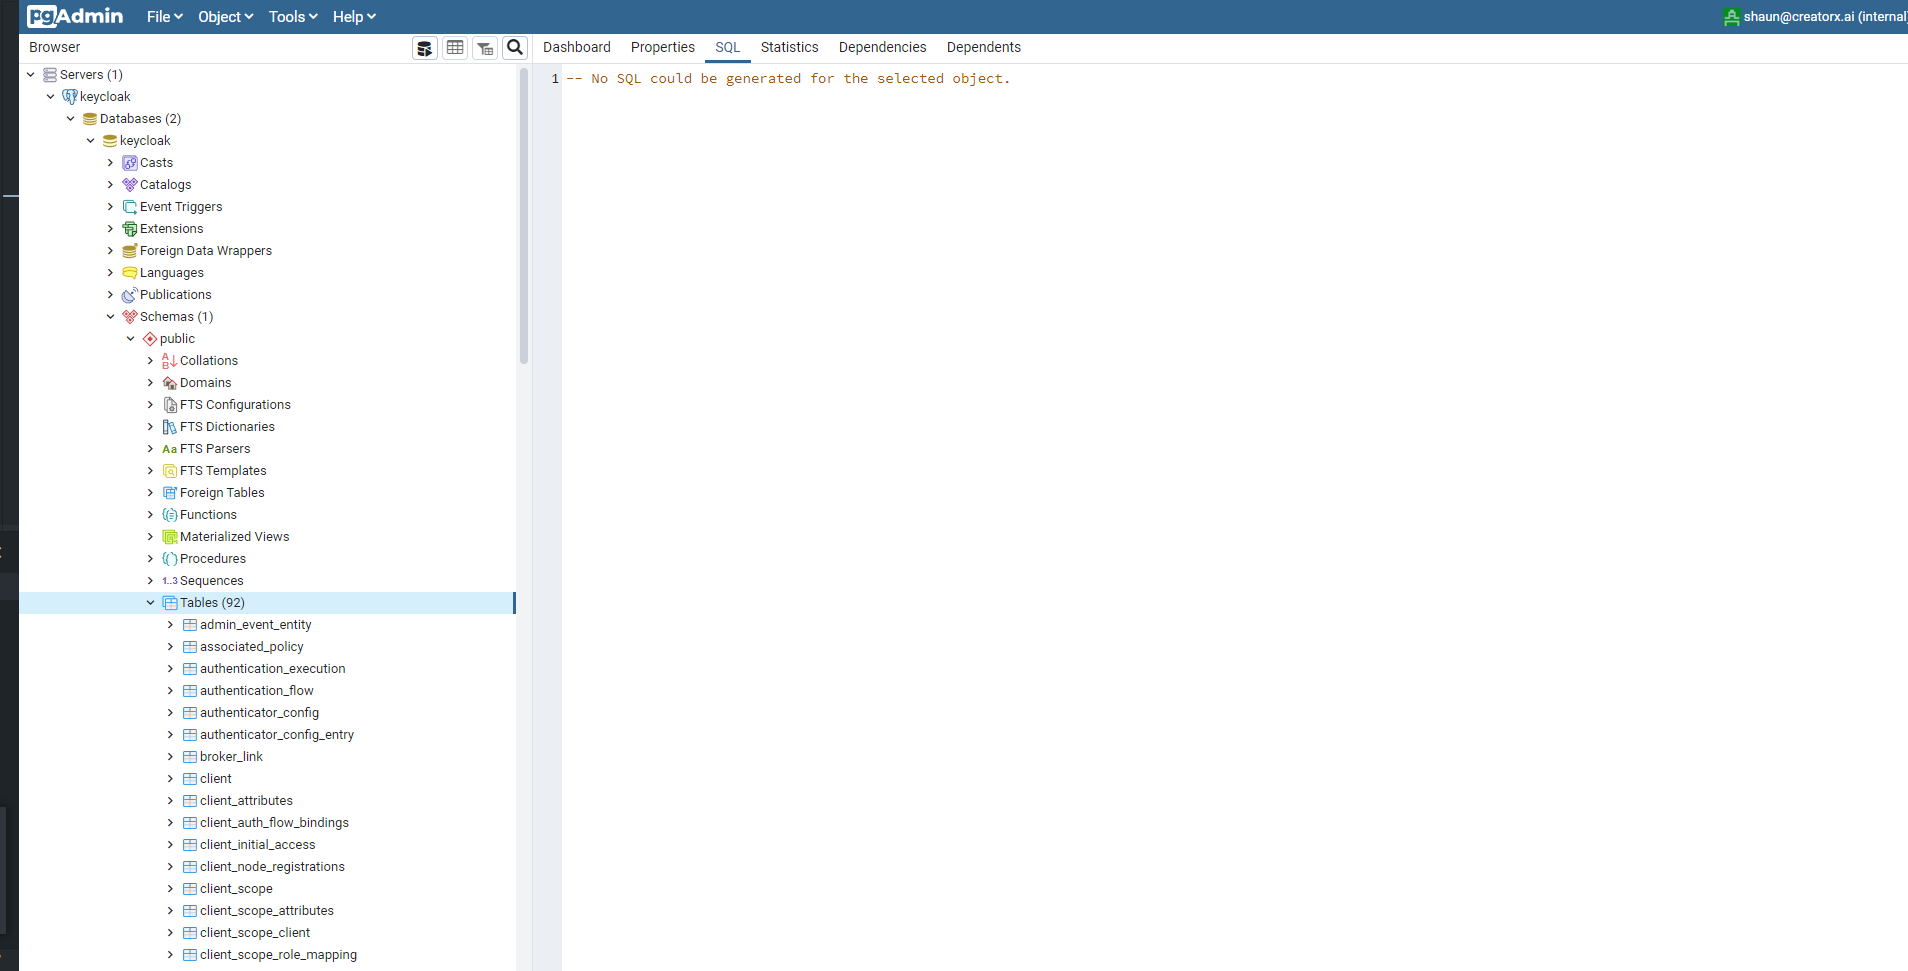 pgAdmin File Object Tools Help shaun@creatorx.ai (internal)
Browser Dashboard Properties SQL Statistics Dependencies Dependents
1 -- No SQL could be generated for the selected object.
Servers (1)
keycloak
Databases (2)
keycloak
Casts
Catalogs
Event Triggers
Extensions
Foreign Data Wrappers
Languages
Publications
Schemas (1)
public
Collations
Domains
FTS Configurations
FTS Dictionaries
Aa FTS Parsers
FTS Templates
Foreign Tables
Functions
Materialized Views
Procedures
1..3 Sequences
Tables (92)
admin_event_entity
associated_policy
authentication_execution
authentication_flow
authenticator_config
authenticator_config_entry
broker_link
client
client_attributes
client_auth_flow_bindings
client_initial_access
client_node_registrations
client_scope
client_scope_attributes
client_scope_client
client_scope_role_mapping